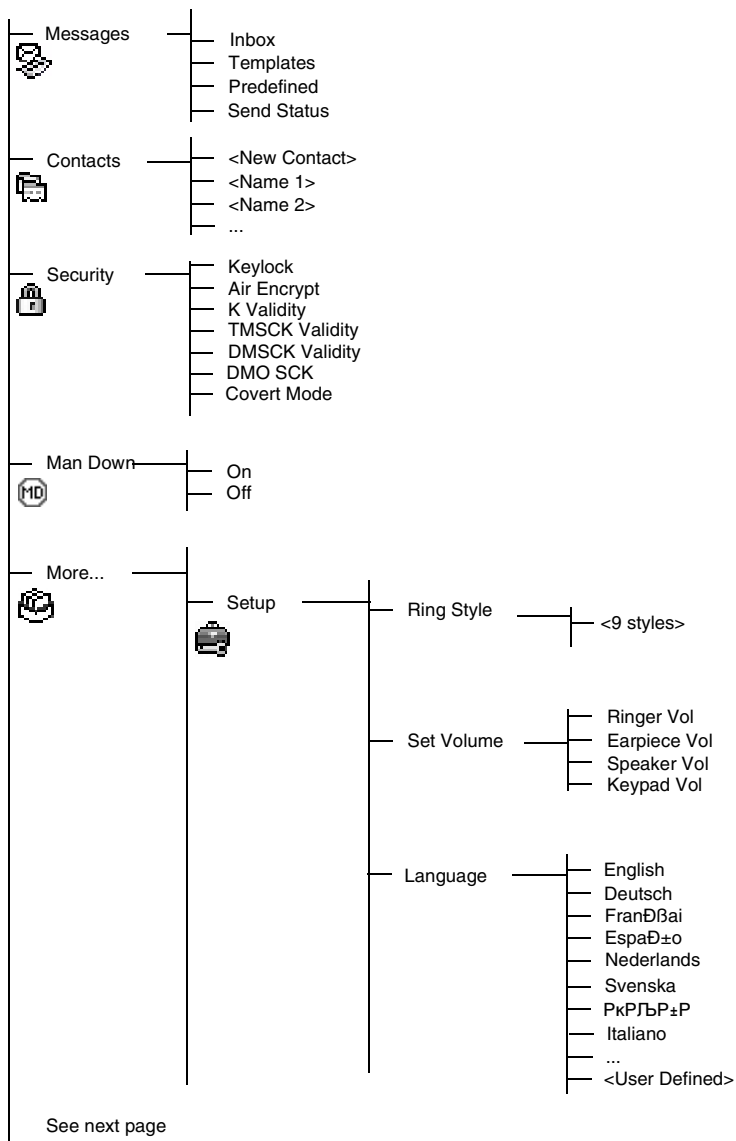 Messages
Inbox
Templates
Predefined
Send Status
Contacts
<New Contact>
<Name 1>
<Name 2>
...
Security
Keylock
Air Encrypt
K Validity
TMSCK Validity
DMSCK Validity
DMO SCK
Covert Mode
Man Down
MD
On
Off
More...
Setup
Ring Style
<9 styles>
Set Volume
Ringer Vol
Earpiece Vol
Speaker Vol
Keypad Vol
Language
English
Deutsch
FranÐßai
EspaÐ±o
Nederlands
Svenska
РкРЉЬР±Р
Italiano
...
<User Defined>
See next page